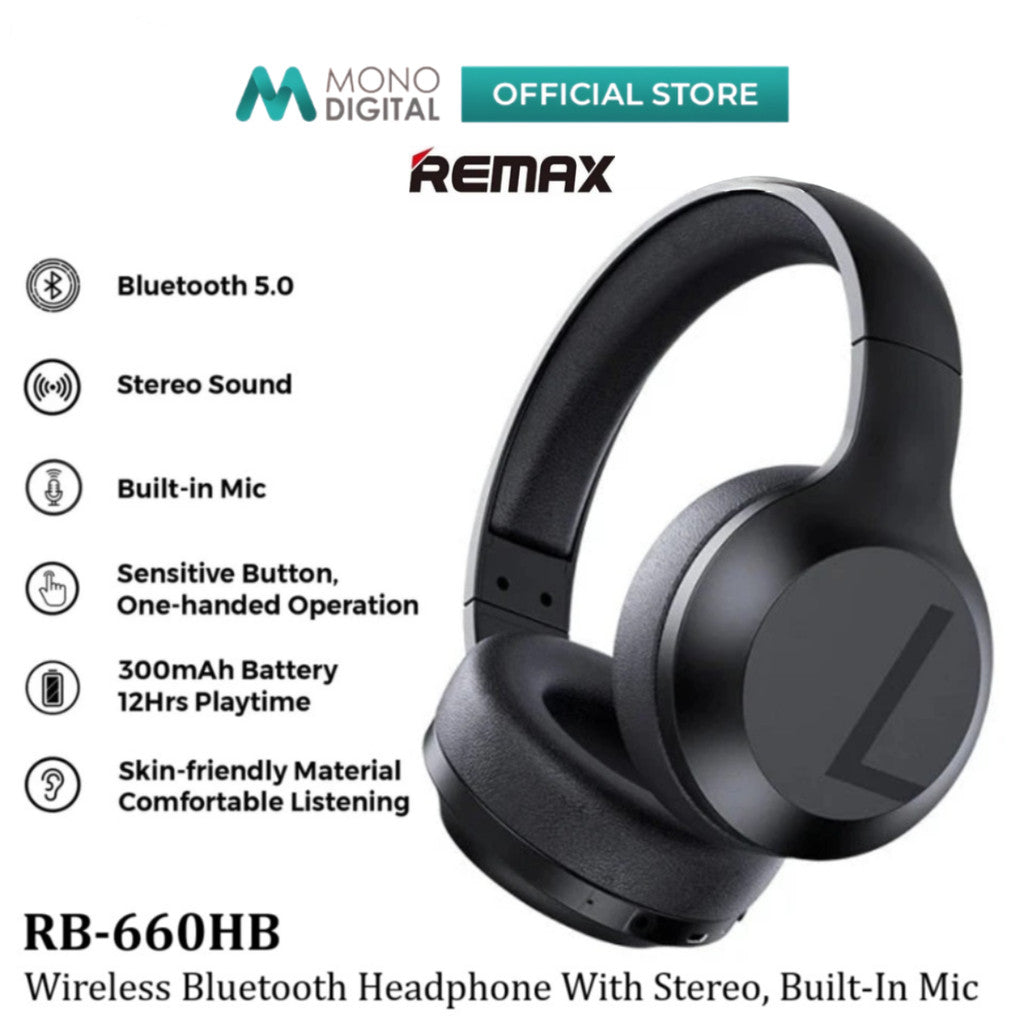 MONO
DIGITAL
OFFICIAL STORE
REMAX
Bluetooth 5.0
Stereo Sound
Built-in Mic
Sensitive Button,
One-handed Operation
300mAh Battery
12Hrs Playtime
Skin-friendly Material
Comfortable Listening
L
RB-660HB
Wireless Bluetooth Headphone With Stereo, Built-In Mic